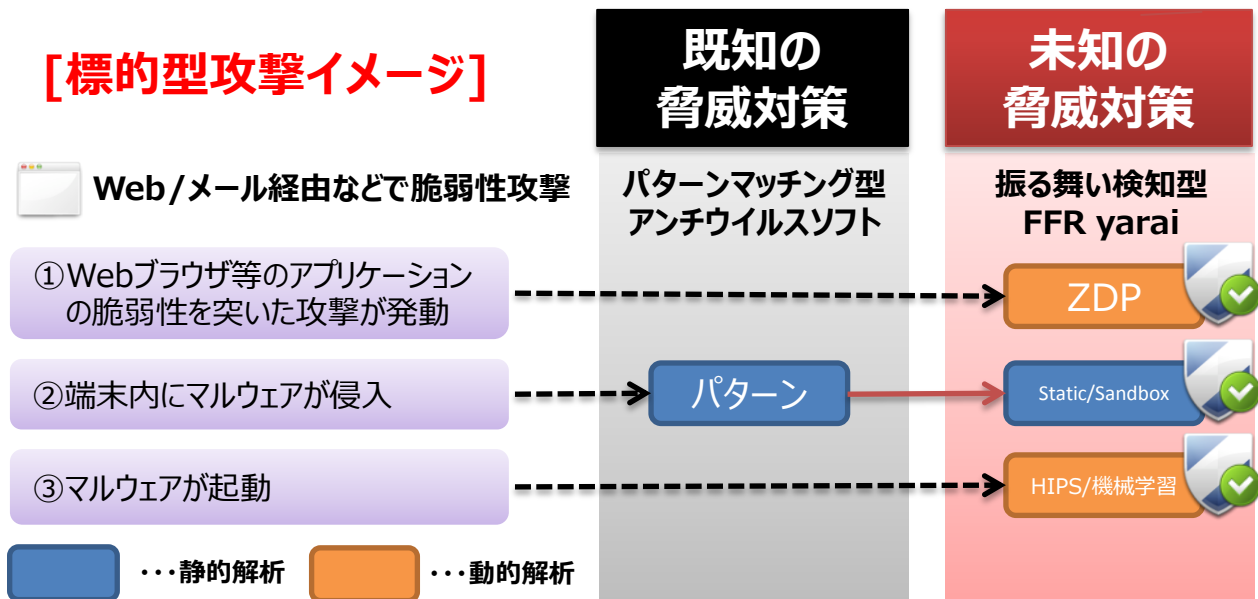 [標的型攻撃イメージ]
既知の
脅威対策
未知の
脅威対策
Web/メール経由などで脆弱性攻撃
パターンマッチング型
アンチウイルスソフト
振る舞い検知型
FFR yarai
①Webブラウザ等のアプリケーション
の脆弱性を突いた攻撃が発動
ZDP
②端末内にマルウェアが侵入
パターン
Static/Sandbox
③マルウェアが起動
HIPS/機械学習
・・・静的解析
・・・動的解析